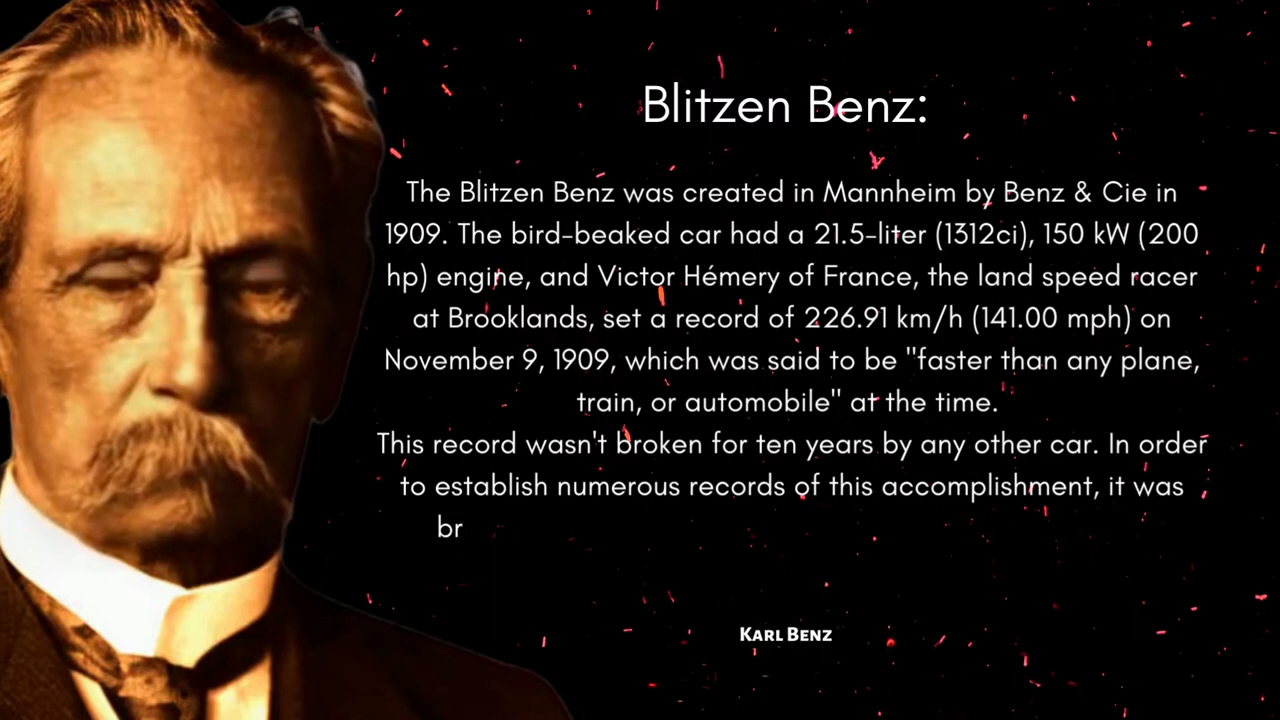 Blitzen Benz:
The Blitzen Benz was created in Mannheim by Benz & Cie in
1909. The bird-beaked car had a 21.5-liter (1312ci), 150 kW (200
hp) engine, and Victor Hémery of France, the land speed racer
at Brooklands, set a record of 226.91 km/h (141.00 mph) on
November 9, 1909, which was said to be "faster than any plane,
train, or automobile" at the time.
This record wasn't broken for ten years by any other car. In order
to establish numerous records of this accomplishment, it was
br
Karl Benz